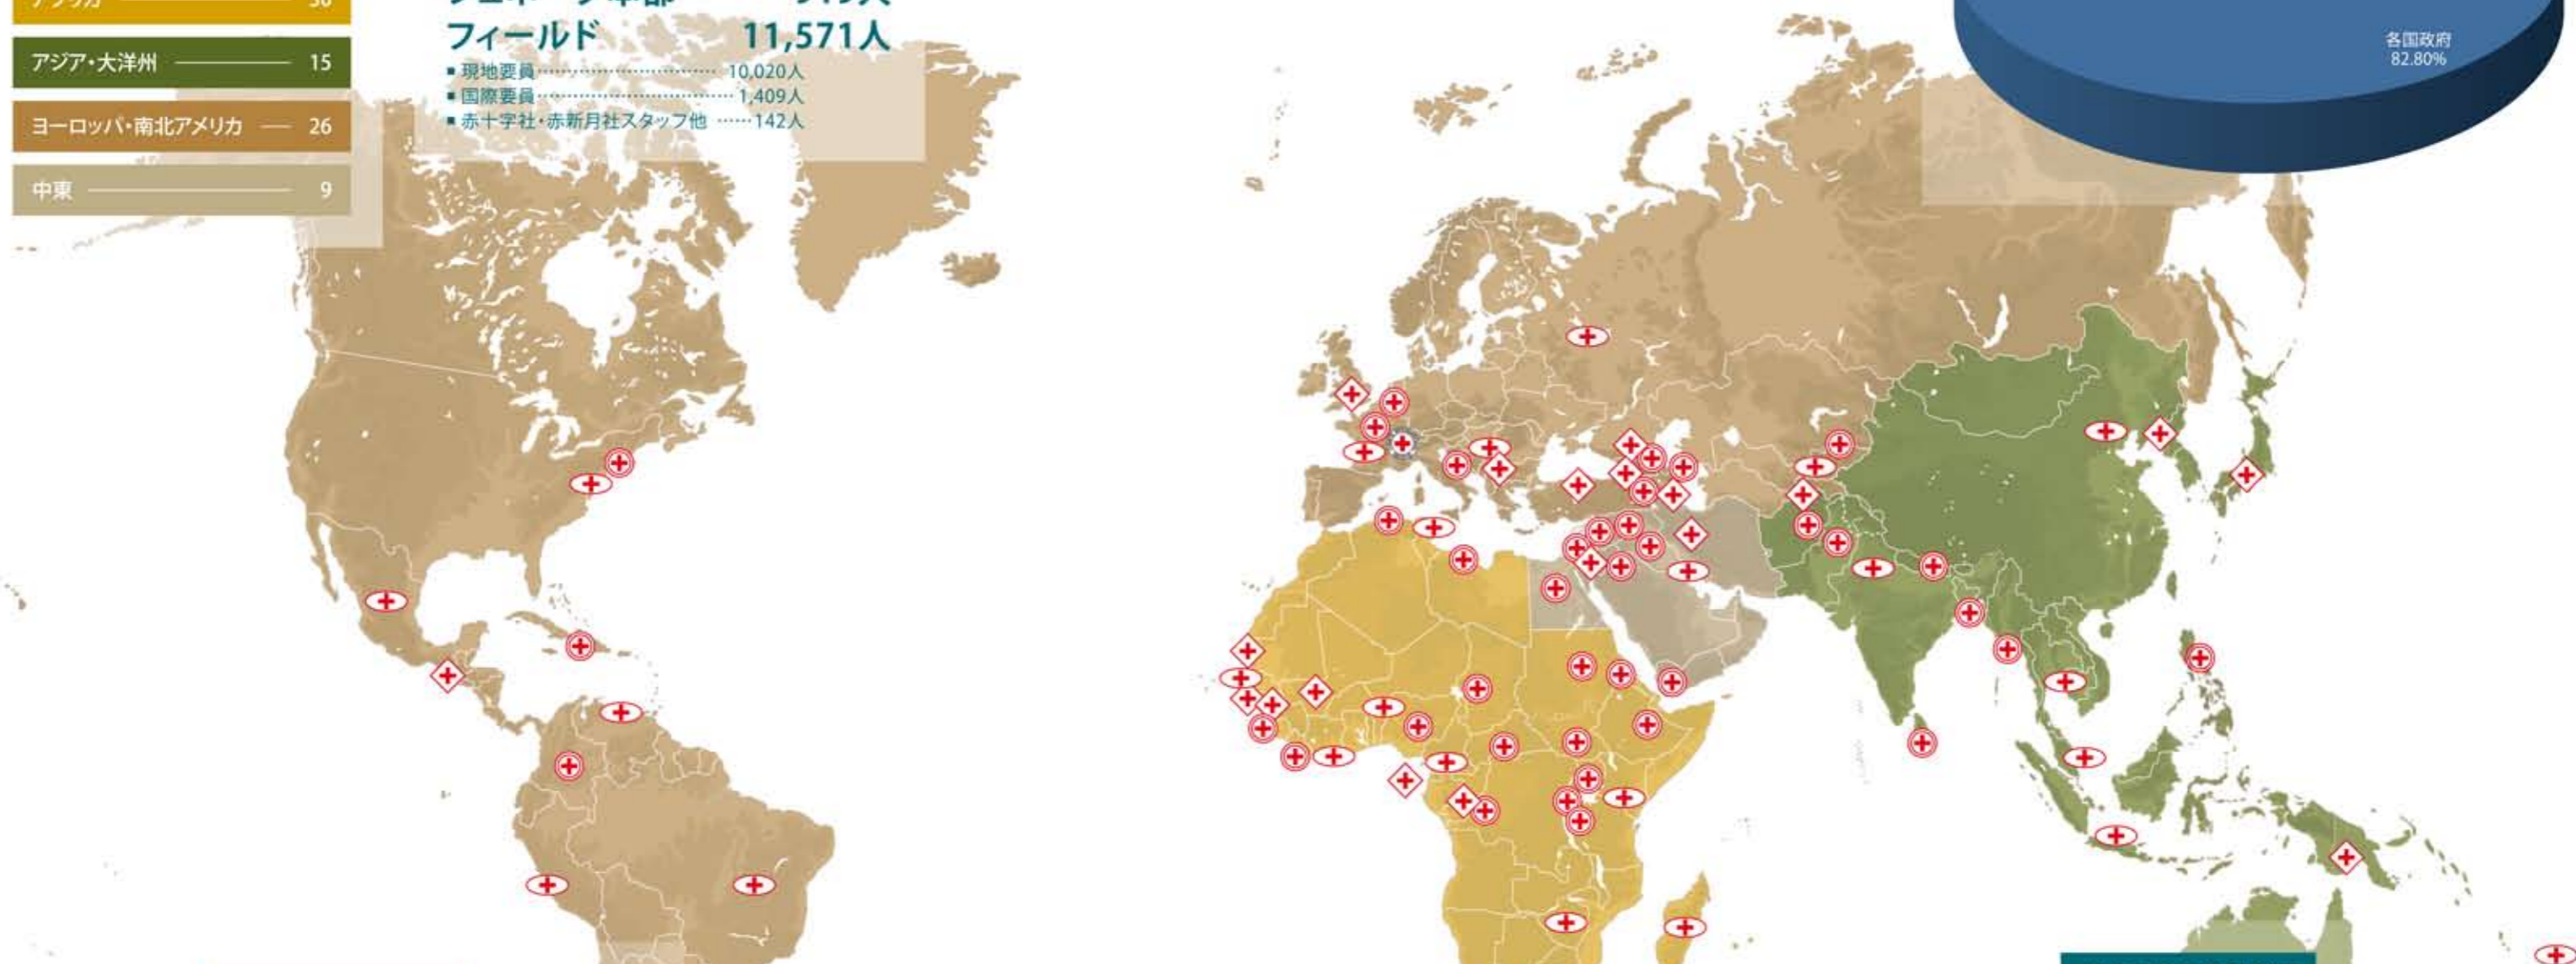 アジア・大洋州 15
ヨーロッパ・南北アメリカ 26
中東 9
フィールド 11,571人
■ 現地要員 10,020人
■ 国際要員 1,409人
■ 赤十字社・赤新月社スタッフ他 142人
各国政府
82.80%